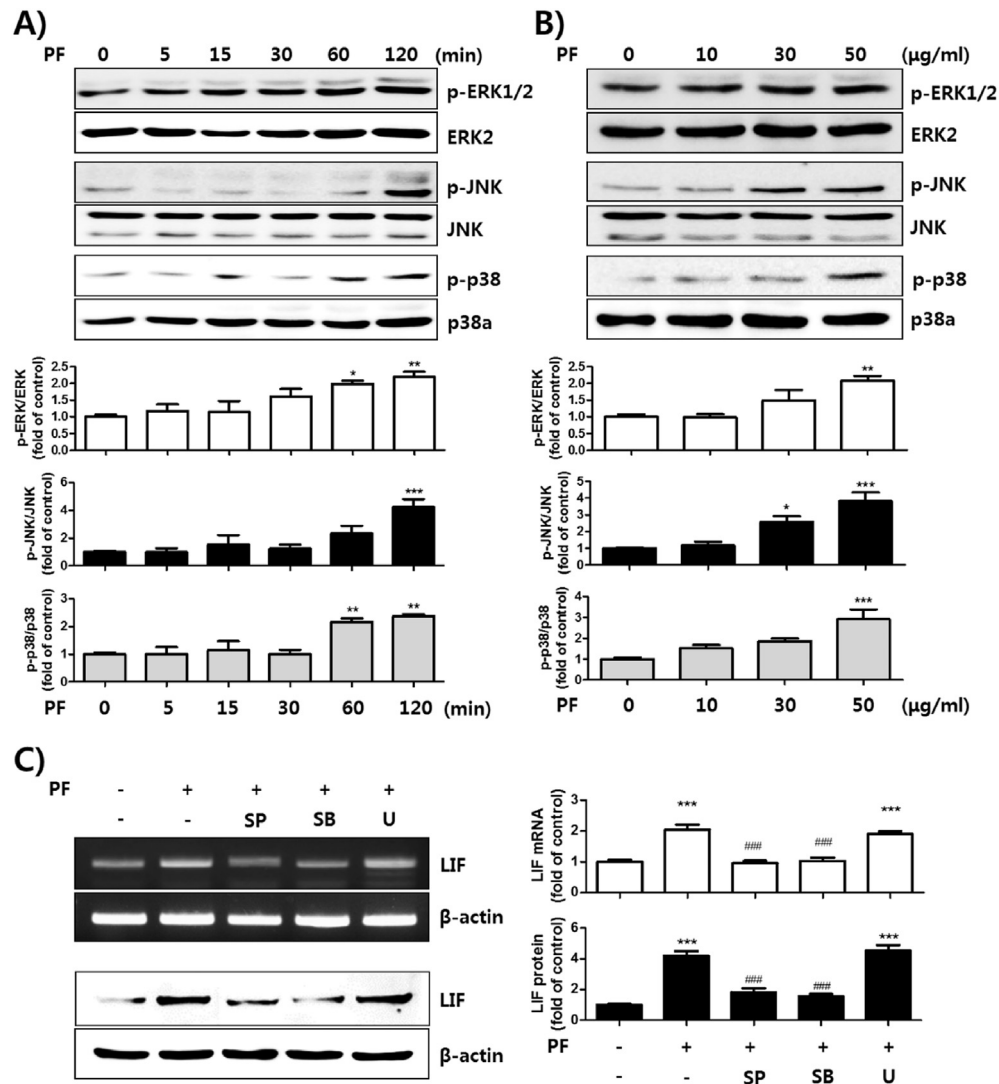 A)
PF 0 5 15 30 60 120 (min)
p-ERK1/2
ERK2
p-JNK
JNK
p-p38
p38a
p-ERK/ERK
(fold of control)
2.5
2.0
1.5
1.0
0.5
0.0
* **
p-JNK/JNK
(fold of control)
6
4
2
0
***
p-p38/p38
(fold of control)
3
2
1
0
** **
PF 0 5 15 30 60 120 (min)
B)
PF 0 10 30 50 (μg/ml)
p-ERK1/2
ERK2
p-JNK
JNK
p-p38
p38a
p-ERK/ERK
(fold of control)
2.5
2.0
1.5
1.0
0.5
0.0
**
p-JNK/JNK
(fold of control)
5
4
3
2
1
0
* ***
p-p38/p38
(fold of control)
4
3
2
1
0
***
PF 0 10 30 50 (μg/ml)
C)
PF - + + + +
- - SP SB U
LIF
β-actin
LIF
β-actin
LIF mRNA
(fold of control)
3
2
1
0
*** ### ### ***
LIF protein
(fold of control)
6
4
2
0
*** ### ### ***
PF - + + + +
- - SP SB U